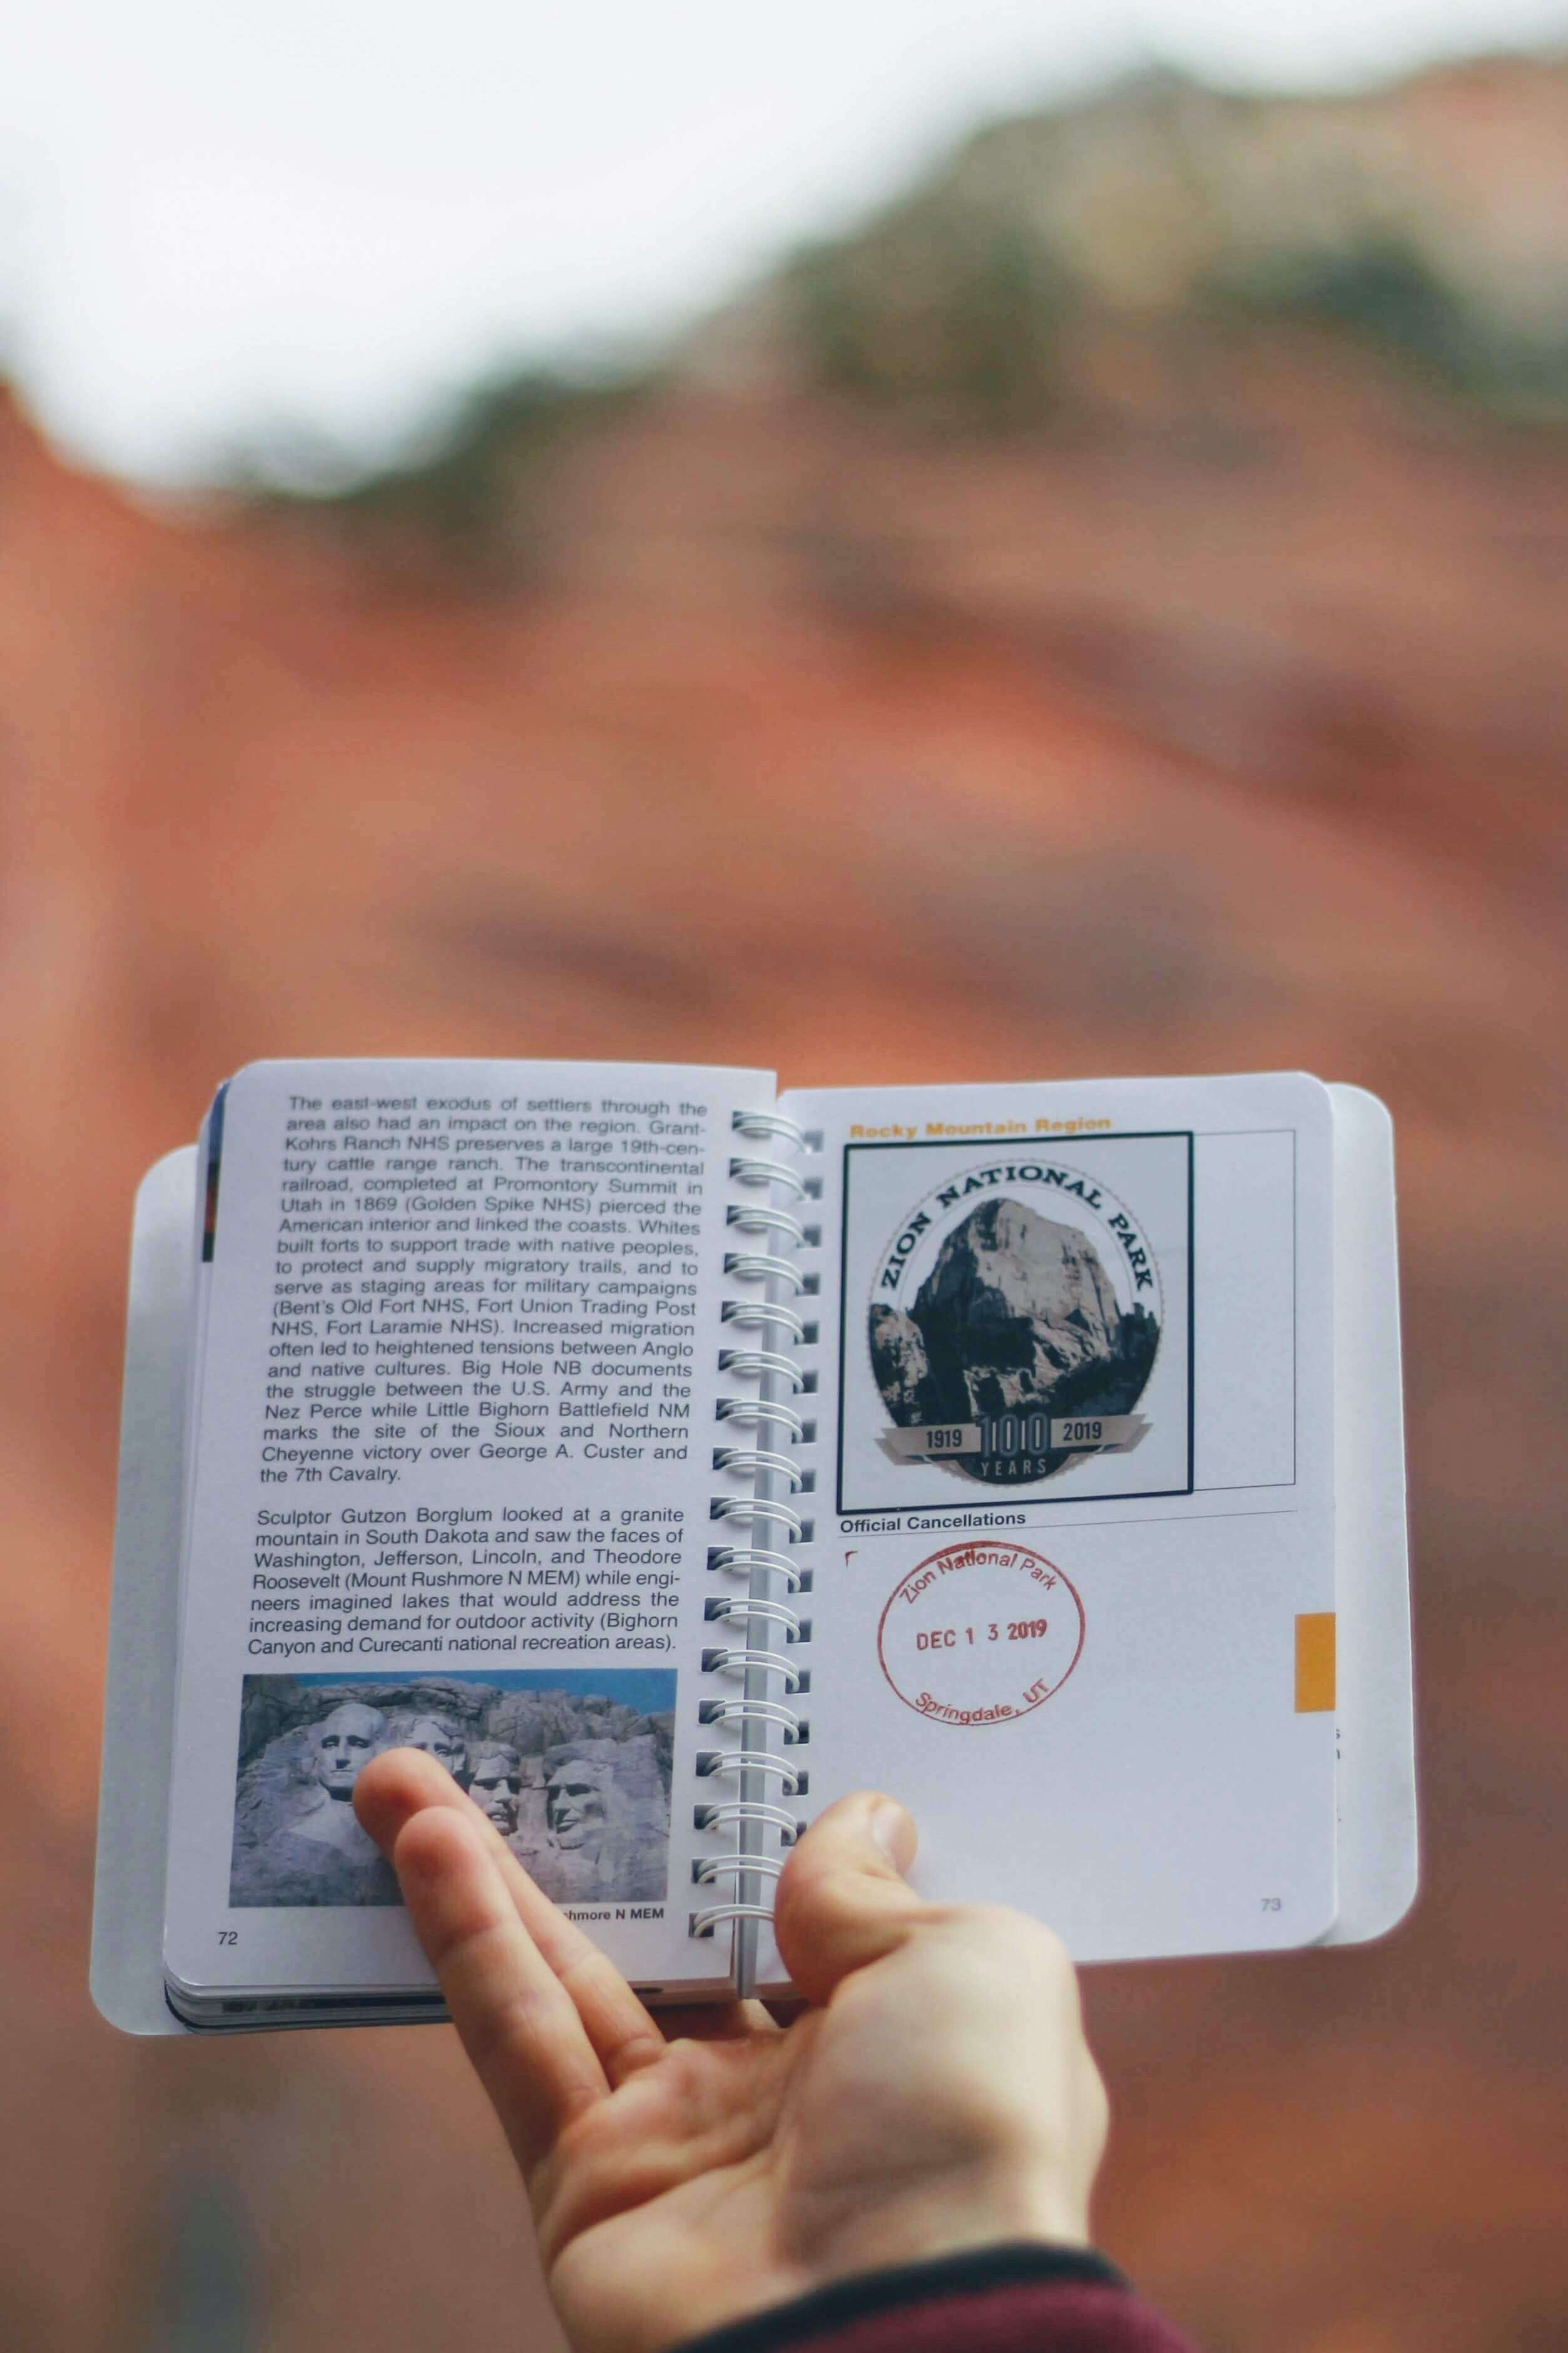 The east-west exodus of settlers through the
area also had an impact on the region. Grant-
Kohrs Ranch NHS preserves a large 19th-cen-
tury cattle range ranch. The transcontinental
railroad, completed at Promontory Summit in
Utah in 1869 (Golden Spike NHS) pierced the
American interior and linked the coasts. Whites
built forts to support trade with native peoples,
to protect and supply migratory trails, and to
serve as staging areas for military campaigns
(Bent's Old Fort NHS, Fort Union Trading Post
NHS, Fort Laramie NHS). Increased migration
often led to heightened tensions between Anglo
and native cultures. Big Hole NB documents
the struggle between the U.S. Army and the
Nez Perce while Little Bighorn Battlefield NM
marks the site of the Sioux and Northern
Cheyenne victory over George A. Custer and
the 7th Cavalry.
Sculptor Gutzon Borglum looked at a granite
mountain in South Dakota and saw the faces of
Washington, Jefferson, Lincoln, and Theodore
Roosevelt (Mount Rushmore N MEM) while engi-
neers imagined lakes that would address the
increasing demand for outdoor activity (Bighorn
Canyon and Curecanti national recreation areas).
hmore N MEM
72
Rocky Mountain Region
ZION NATIONAL PARK
1919 100 2019
YEARS
Official Cancellations
Zion National Park
DEC 1 3 2019
Springdale, UT
73